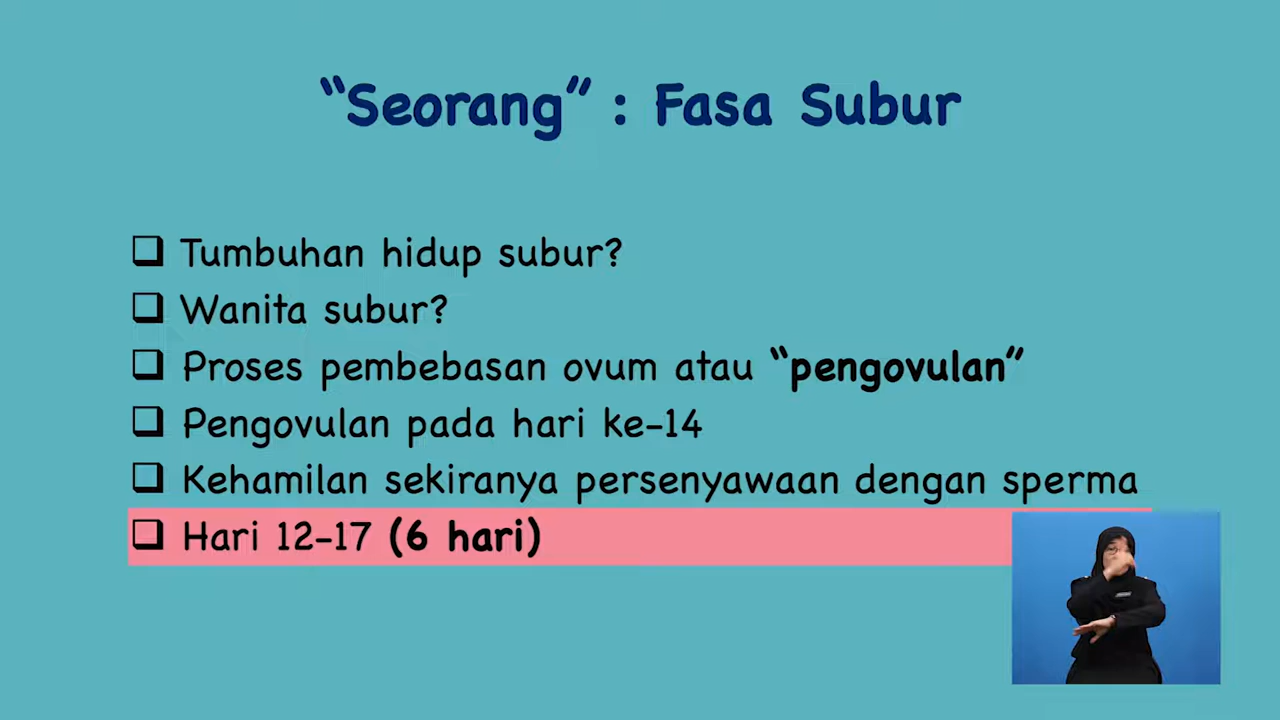 “Seorang” : Fasa Subur
❑ Tumbuhan hidup subur?
❑ Wanita subur?
❑ Proses pembebasan ovum atau “pengovulan”
❑ Pengovulan pada hari ke-14
❑ Kehamilan sekiranya persenyawaan dengan sperma
❑ Hari 12-17 (6 hari)